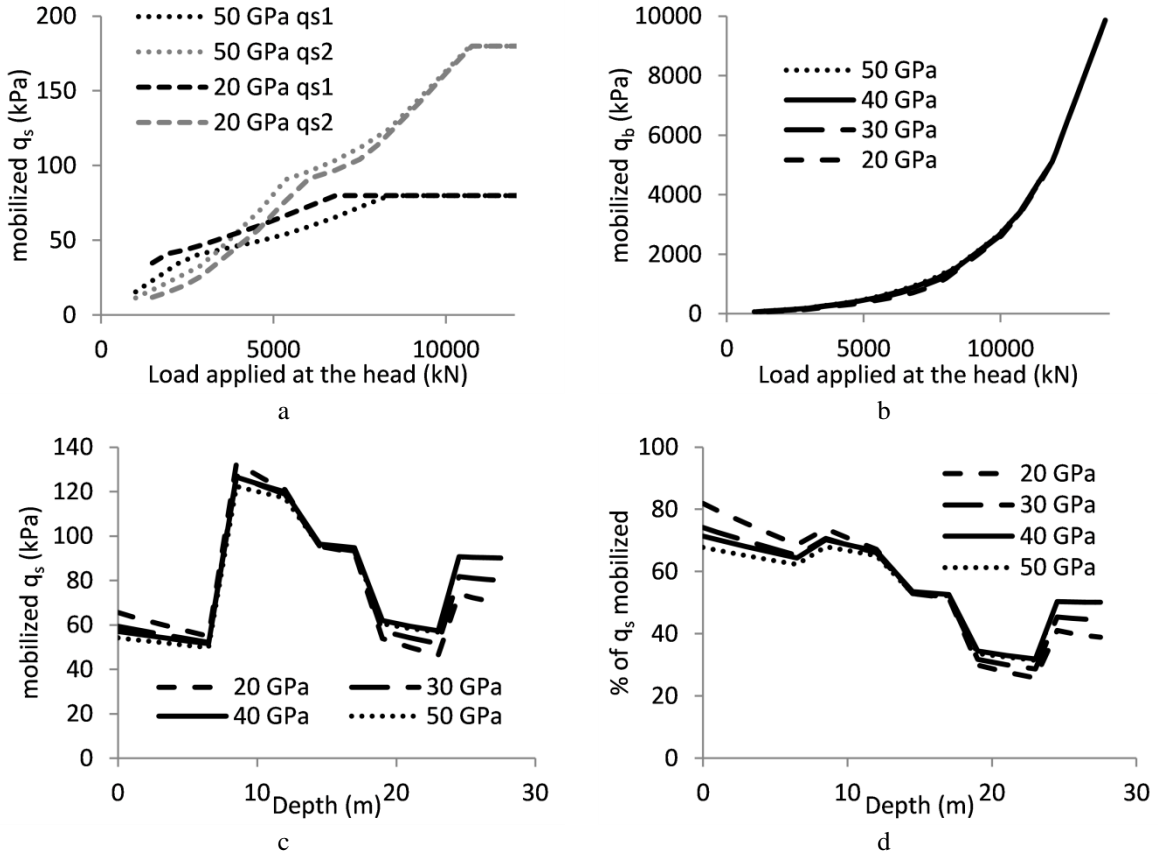 200
150
100
50
0
mobilized qs (kPa)
50 GPa qs1
50 GPa qs2
20 GPa qs1
20 GPa qs2
0 5000 10000
Load applied at the head (kN)
a
10000
8000
6000
4000
2000
0
mobilized qb (kPa)
50 GPa
40 GPa
30 GPa
20 GPa
0 5000 10000
Load applied at the head (kN)
b
140
120
100
80
60
40
20
0
mobilized qs (kPa)
20 GPa 30 GPa
40 GPa 50 GPa
0 10 20 30
Depth (m)
c
100
80
60
40
20
0
% of qs mobilized
20 GPa
30 GPa
40 GPa
50 GPa
0 10 20 30
Depth (m)
d